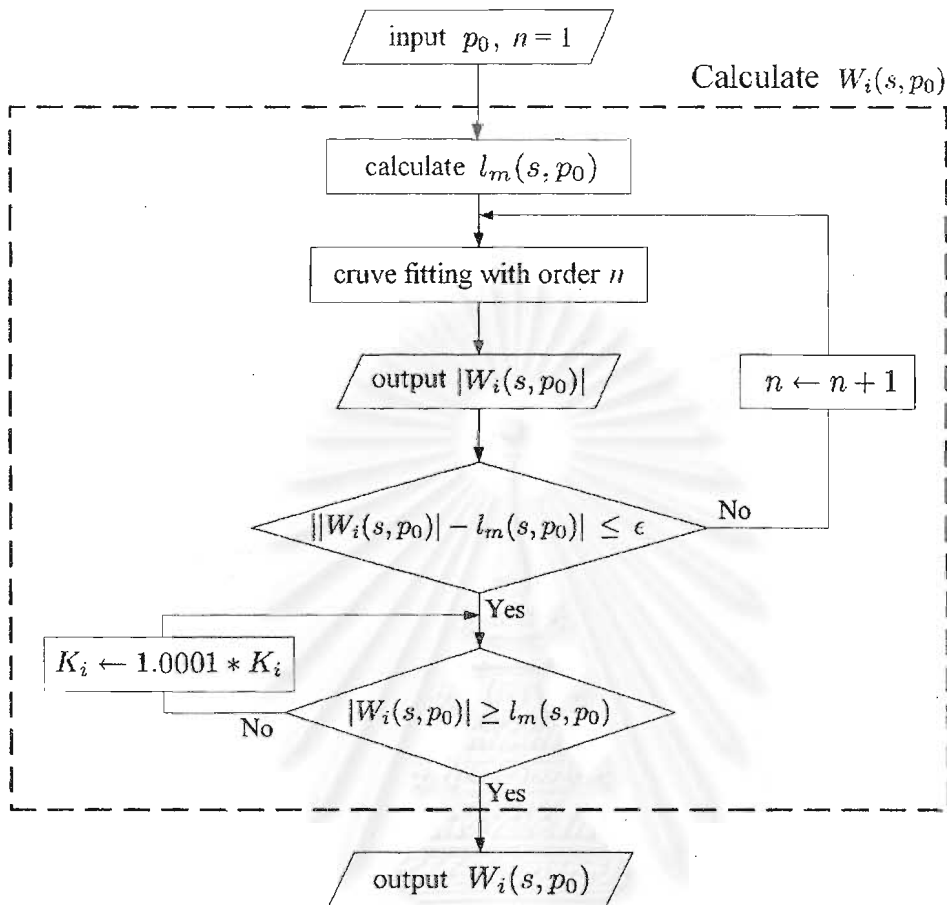 input p₀, n = 1
Calculate Wᵢ(s, p₀)
calculate lₘ(s, p₀)
cruve fitting with order n
output |Wᵢ(s, p₀)|
n ← n + 1
||Wᵢ(s, p₀)| − lₘ(s, p₀)| ≤ ϵ
No
Yes
Kᵢ ← 1.0001 * Kᵢ
|Wᵢ(s, p₀)| ≥ lₘ(s, p₀)
No
Yes
output Wᵢ(s, p₀)